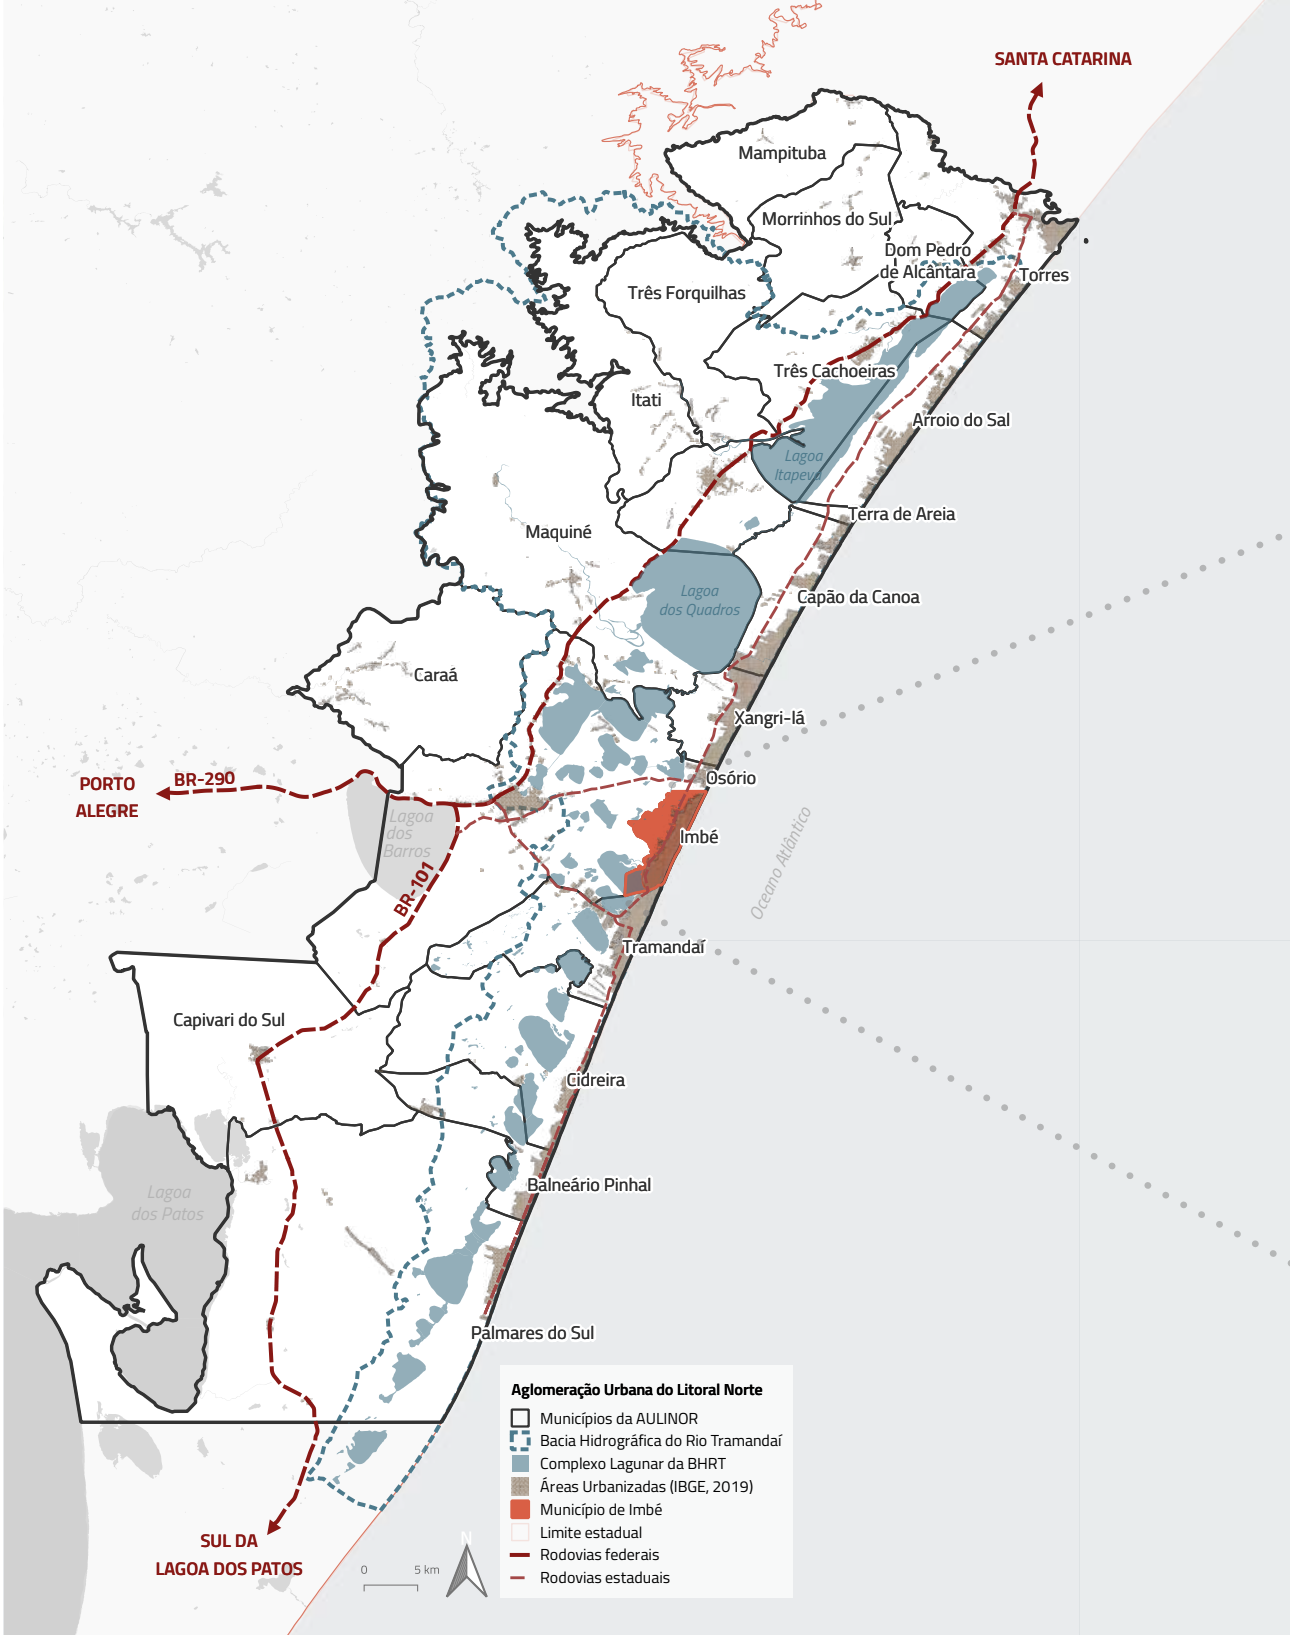 SANTA CATARINA
Mampituba
Morrinhos do Sul
Dom Pedro
de Alcântara
Torres
Três Forquilhas
Três Cachoeiras
Itati
Arroio do Sal
Lagoa
Itapeva
Terra de Areia
Maquiné
Lagoa
dos Quadros
Capão da Canoa
Caraá
Xangri-lá
PORTO
ALEGRE
BR-290
Osório
Lagoa
dos
Barros
Imbé
BR-101
Oceano Atlântico
Tramandaí
Capivari do Sul
Cidreira
Balneário Pinhal
Lagoa
dos Patos
Palmares do Sul
Aglomeração Urbana do Litoral Norte
Municípios da AULINOR
Bacia Hidrográfica do Rio Tramandaí
Complexo Lagunar da BHRT
Áreas Urbanizadas (IBGE, 2019)
Município de Imbé
Limite estadual
Rodovias federais
Rodovias estaduais
SUL DA
LAGOA DOS PATOS
0 5 km
N